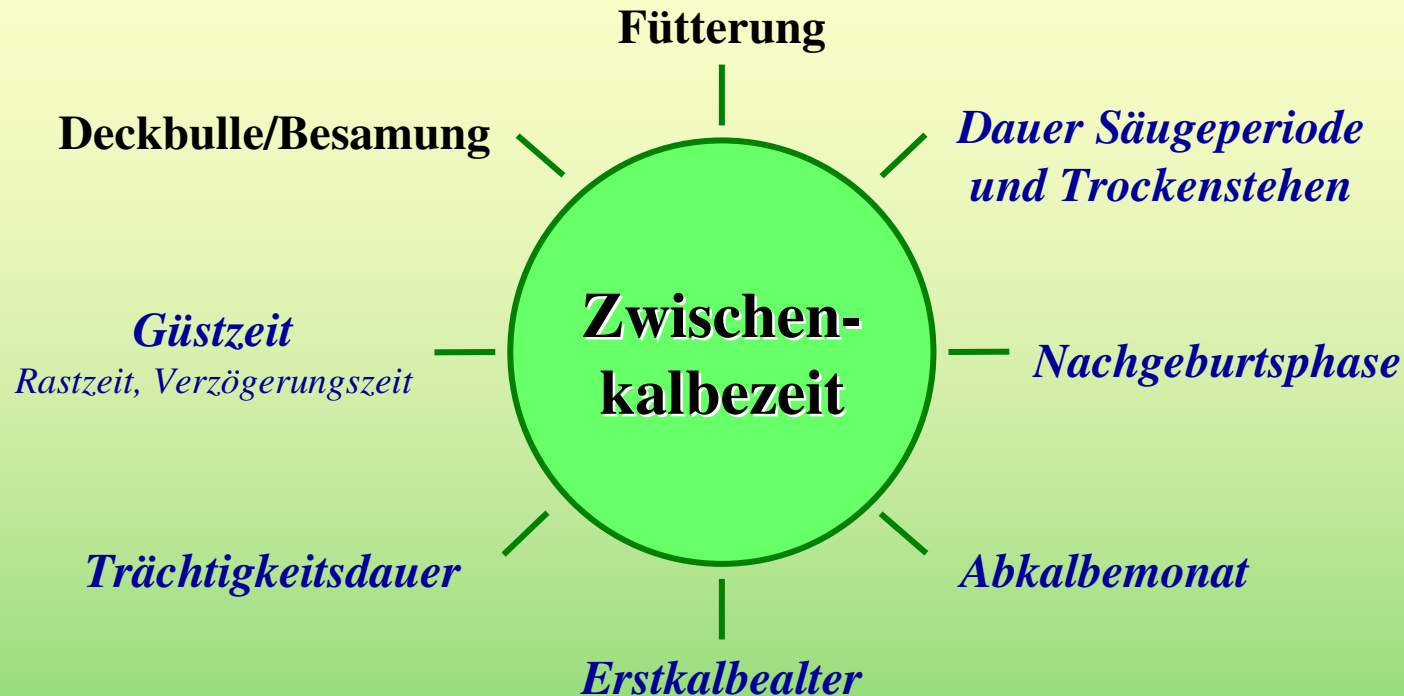 Fütterung
Deckbulle/Besamung
Dauer Säugeperiode
und Trockenstehen
Zwischen-
kalbezeit
Güstzeit
Rastzeit, Verzögerungszeit
Nachgeburtsphase
Trächtigkeitsdauer
Abkalbemonat
Erstkalbealter